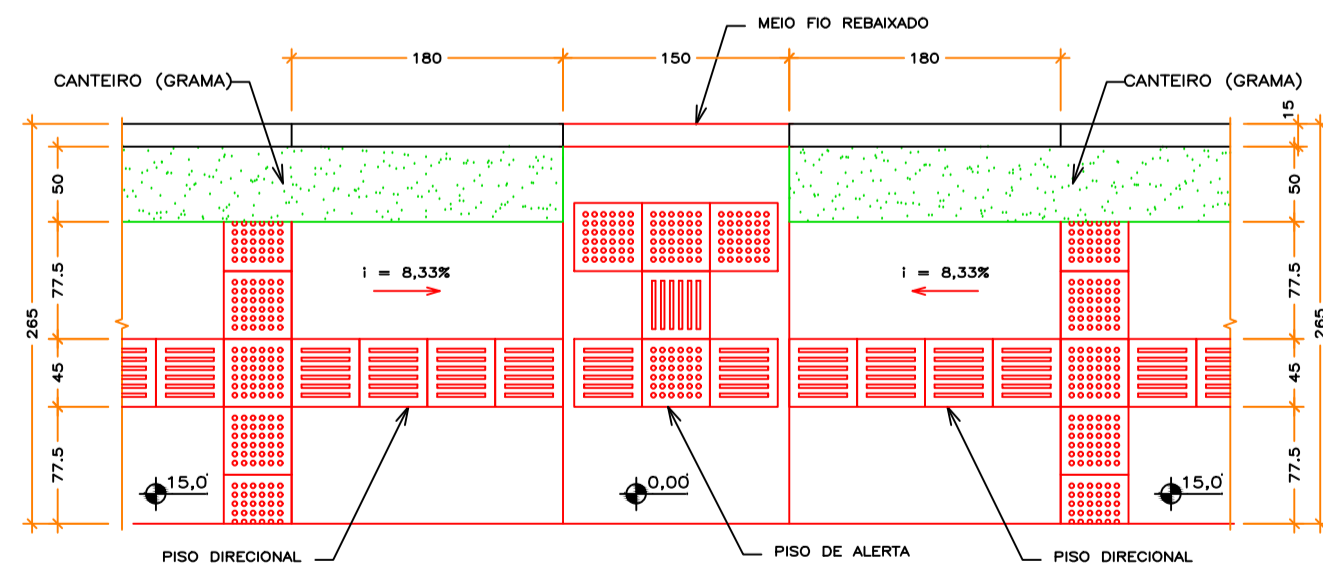 MEIO FIO REBAIXADO
180
150
180
CANTEIRO (GRAMA)
CANTEIRO (GRAMA)
15
50
50
i = 8,33%
i = 8,33%
77.5
77.5
265
265
45
45
77.5
77.5
15,0
0,00
15,0
PISO DIRECIONAL
PISO DE ALERTA
PISO DIRECIONAL